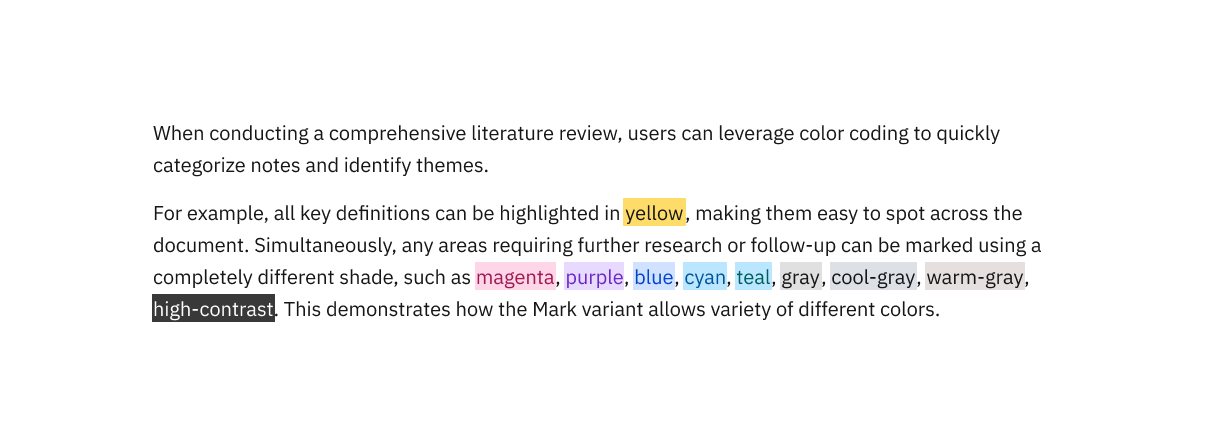 When conducting a comprehensive literature review, users can leverage color coding to quickly
categorize notes and identify themes.
For example, all key definitions can be highlighted in yellow, making them easy to spot across the
document. Simultaneously, any areas requiring further research or follow-up can be marked using a
completely different shade, such as magenta, purple, blue, cyan, teal, gray, cool-gray, warm-gray,
high-contrast. This demonstrates how the Mark variant allows variety of different colors.